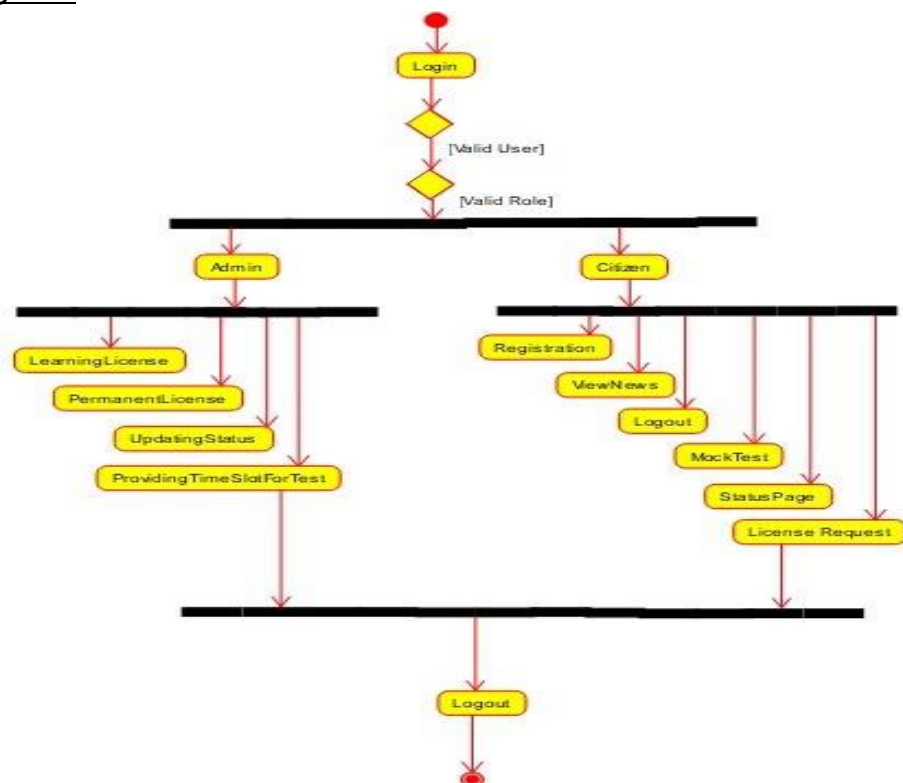 Login
[Valid User]
[Valid Role]
Admin
Citizen
LearningLicense
PermanentLicense
UpdatingStatus
ProvidingTimeSlotForTest
Registration
ViewNews
Logout
MockTest
StatusPage
License Request
Logout